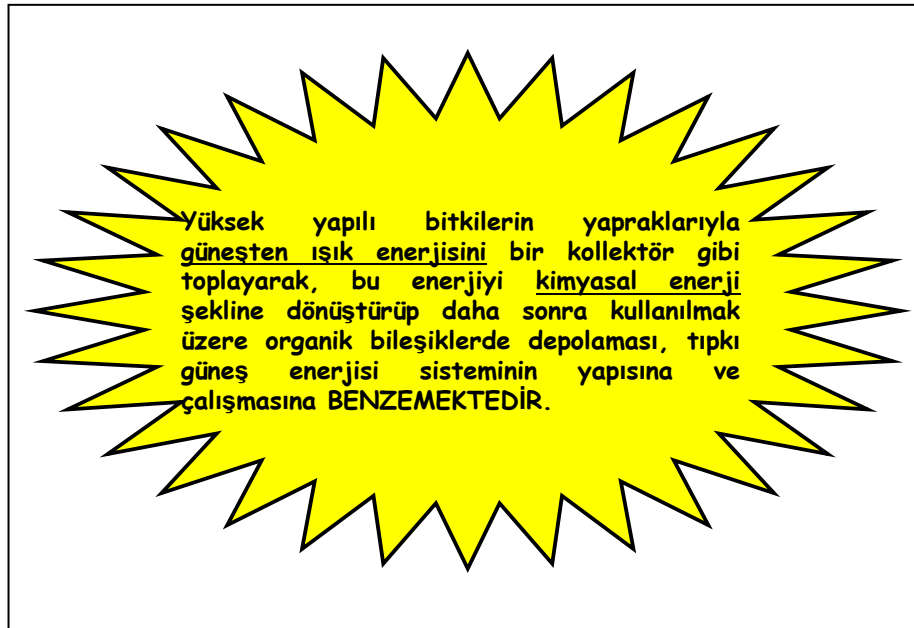 Yüksek yapılı bitkilerin yapraklarıyla
güneşten ışık enerjisini bir kollektör gibi
toplayarak, bu enerjiyi kimyasal enerji
şekline dönüştürüp daha sonra kullanılmak
üzere organik bileşiklerde depolaması, tıpkı
güneş enerjisi sisteminin yapısına ve
çalışmasına BENZEMEKTEDİR.